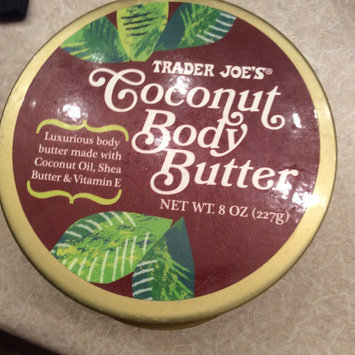 TRADER JOE'S®
Coconut
Body
Butter
NET WT. 8 OZ (227g)
Luxurious body
butter made with
Coconut Oil, Shea
Butter & Vitamin E